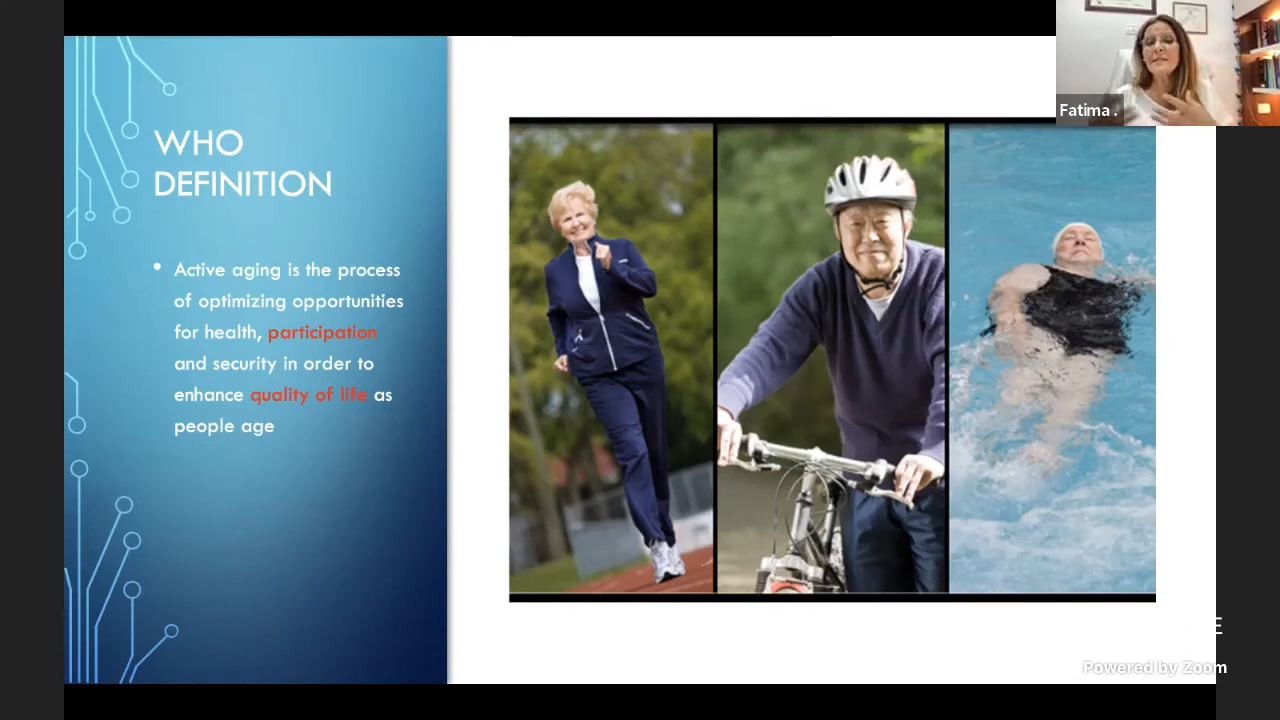 WHO
DEFINITION
• Active aging is the process
of optimizing opportunities
for health, participation
and security in order to
enhance quality of life as
people age
Fatima .
E
Powered by Zoom